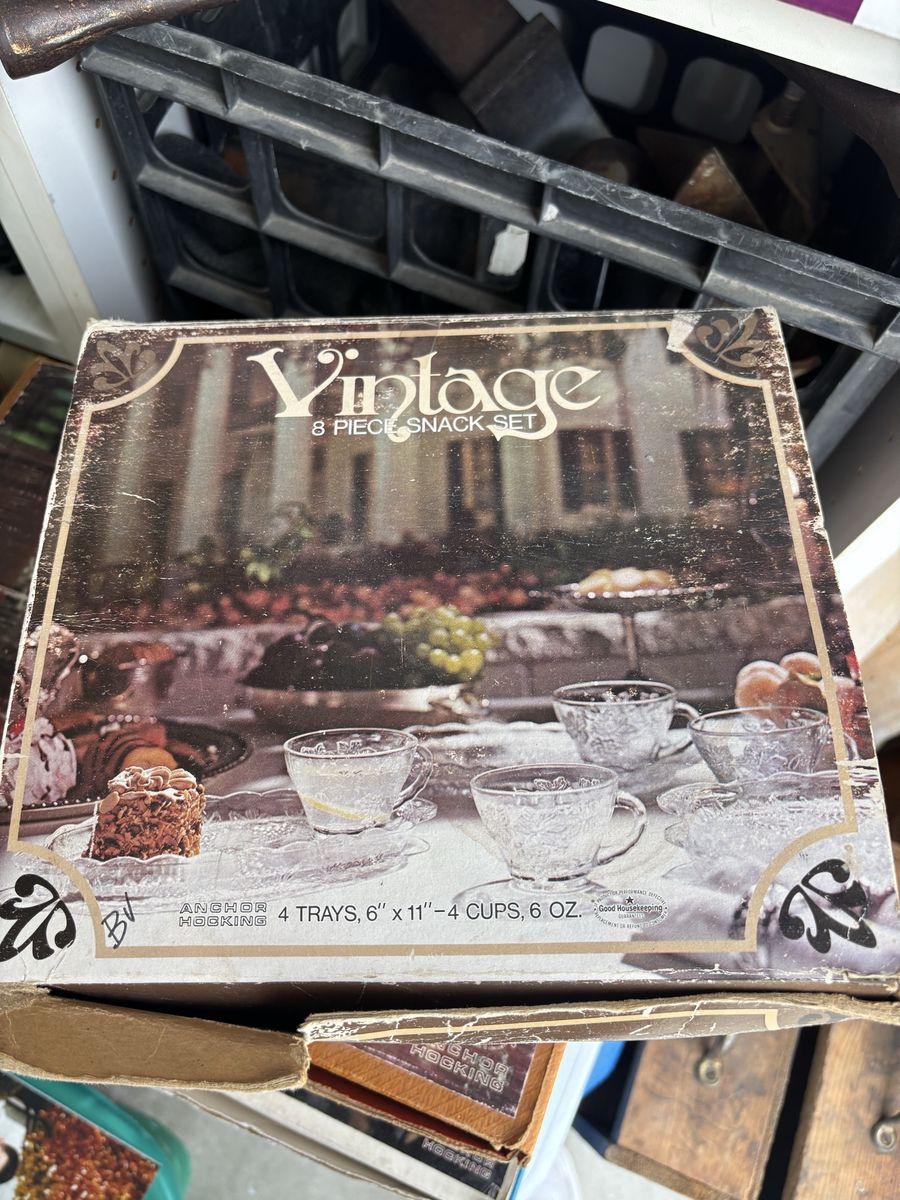 Vintage
8 PIECE SNACK SET
BV
ANCHOR
HOCKING
4 TRAYS, 6" x 11"-4 CUPS, 6 OZ.
Good Housekeeping
ANCHOR
HOCKING
HOCKING